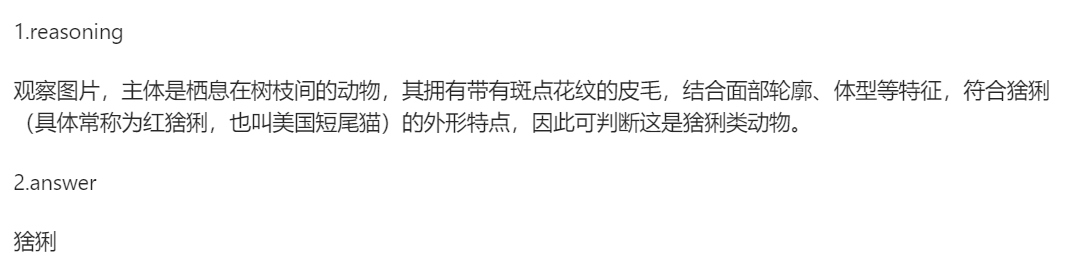 1.reasoning
观察图片，主体是栖息在树枝间的动物，其拥有带有斑点花纹的皮毛，结合面部轮廓、体型等特征，符合猞猁
（具体常称为红猞猁，也叫美国短尾猫）的外形特点，因此可判断这是猞猁类动物。
2.answer
猞猁